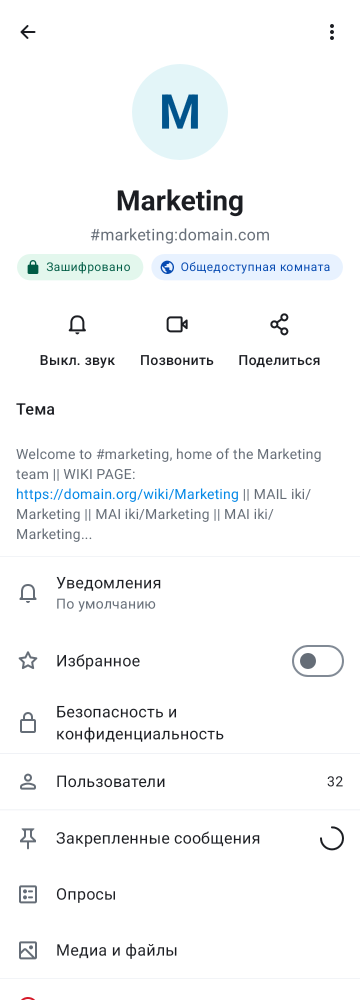 M
Marketing
#marketing:domain.com
Зашифровано
Общедоступная комната
Выкл. звук
Позвонить
Поделиться
Тема
Welcome to #marketing, home of the Marketing
team || WIKI PAGE:
https://domain.org/wiki/Marketing || MAIL iki/
Marketing || MAI iki/Marketing || MAI iki/
Marketing...
Уведомления
По умолчанию
Избранное
Безопасность и
конфиденциальность
Пользователи
32
Закрепленные сообщения
Опросы
Медиа и файлы